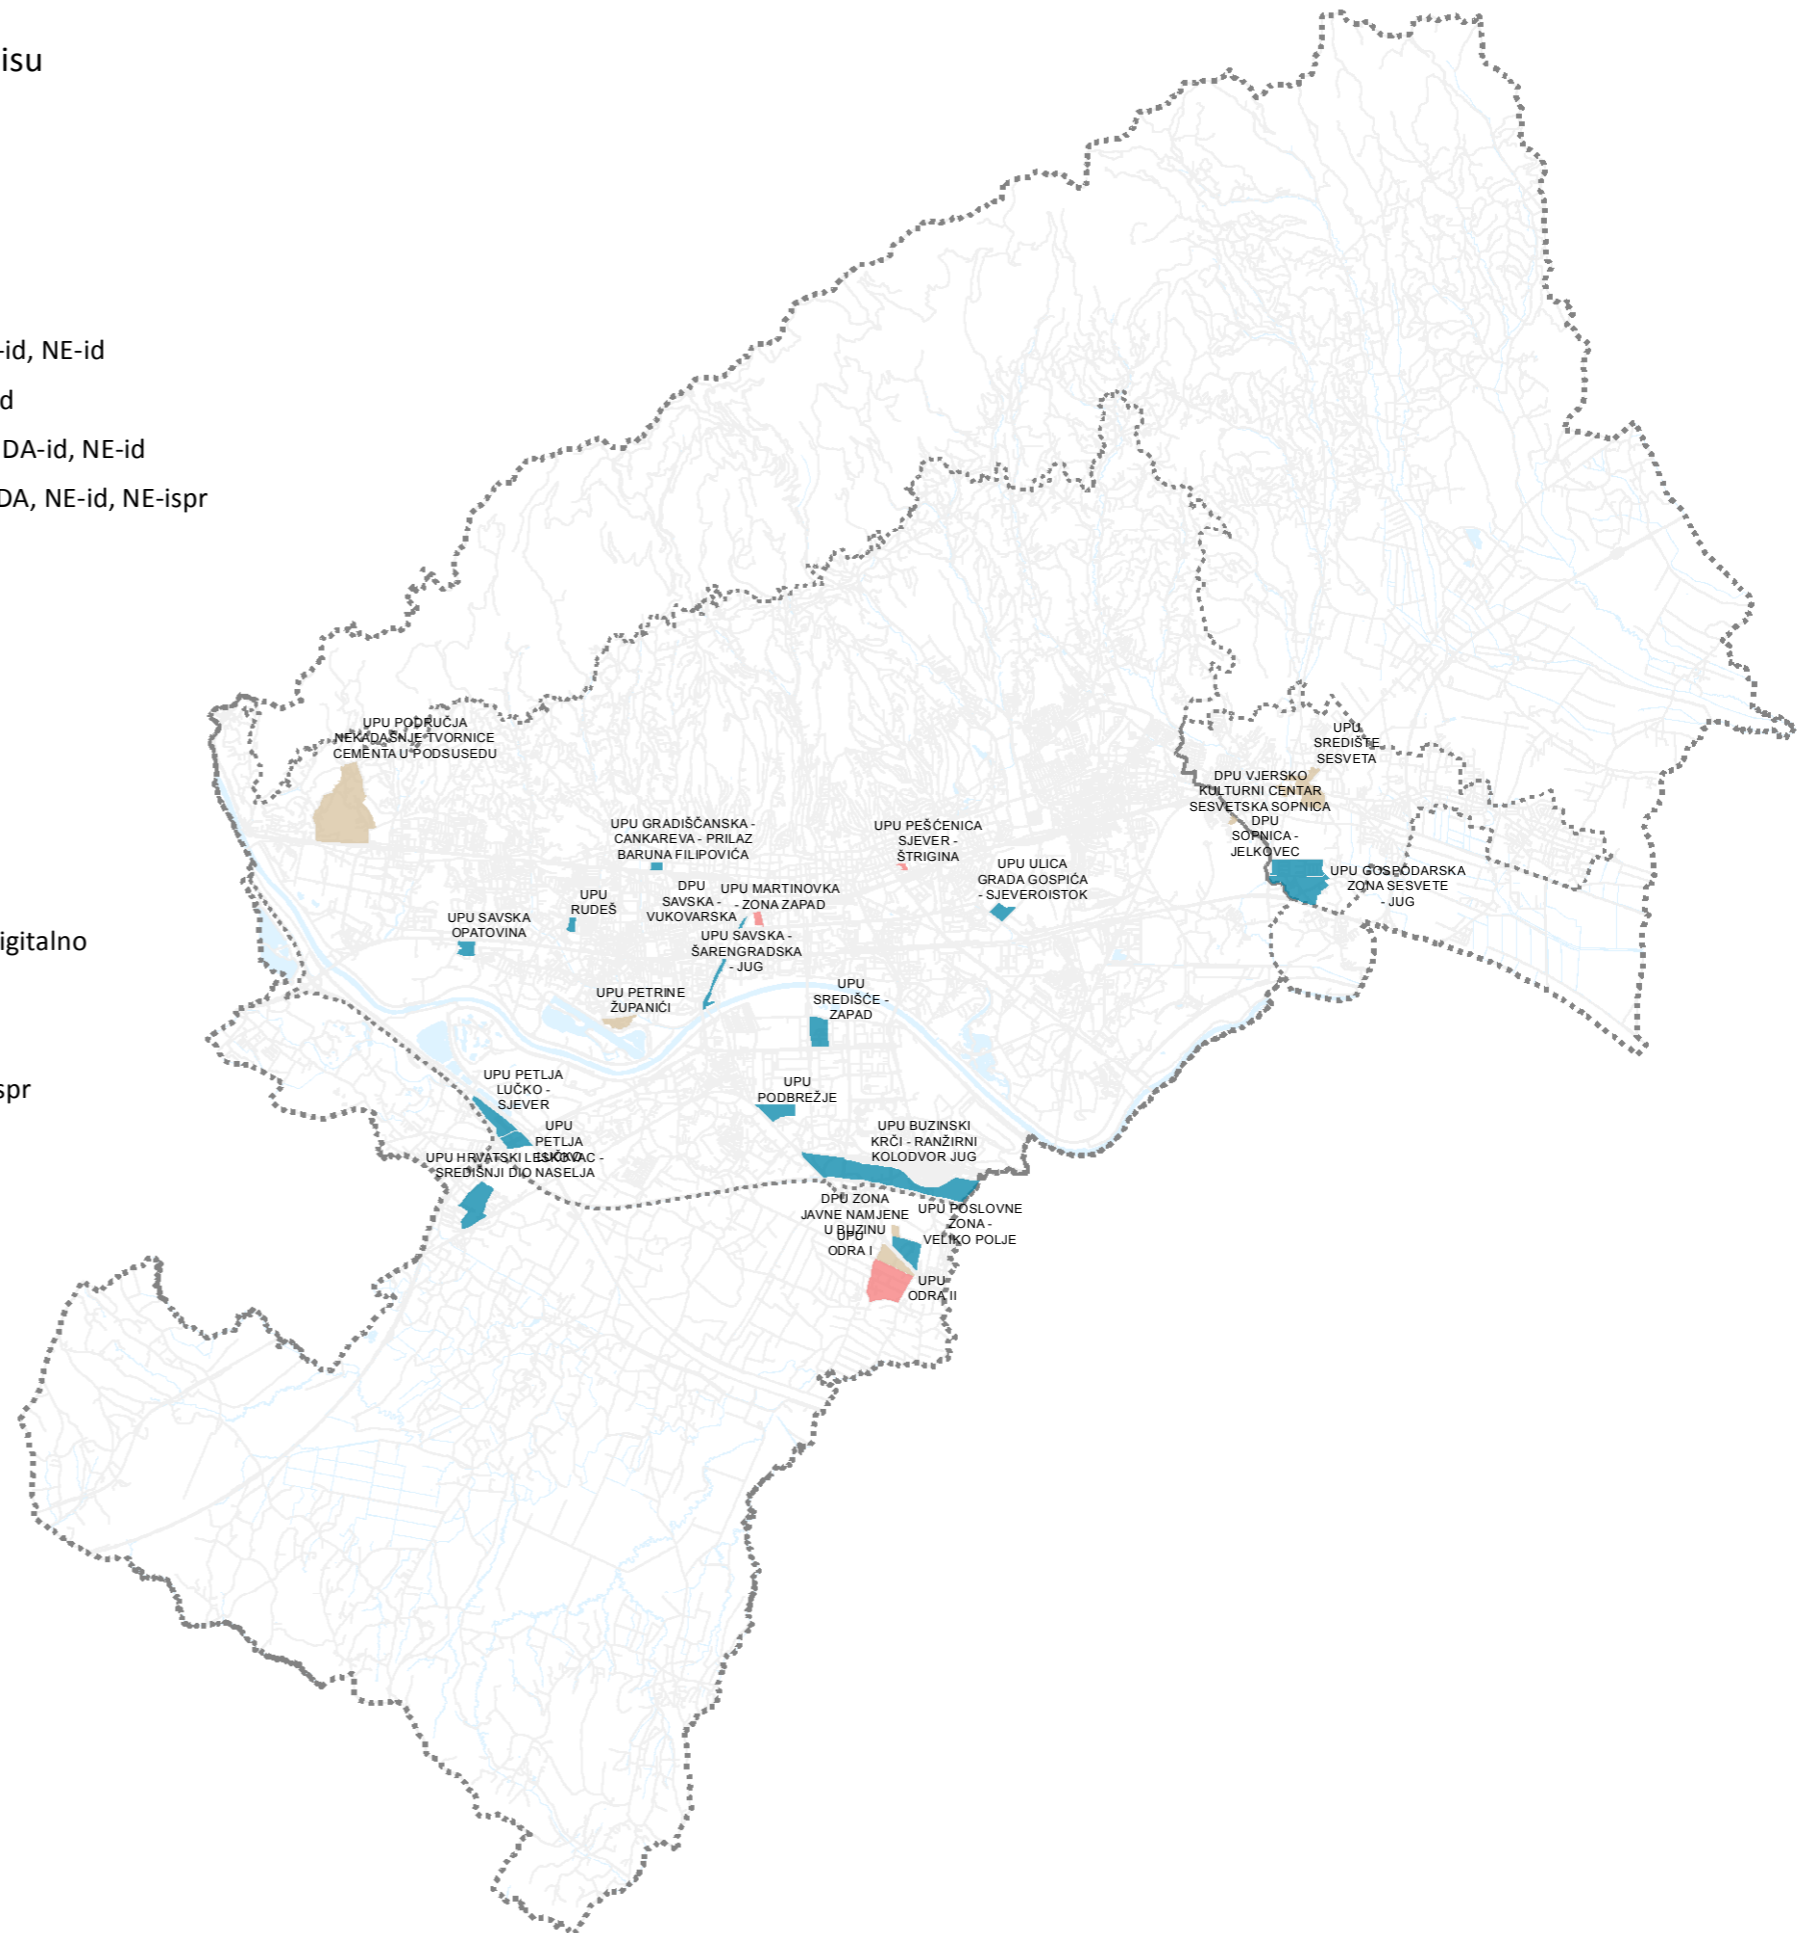 isu
-id, NE-id
d
DA-id, NE-id
DA, NE-id, NE-ispr
igitalno
spr
UPU PODRUČJA
NEKADAŠNJE TVORNICE
CEMENTA U PODSUSEDU
UPU
SREDIŠTE
SESVETA
DPU VJERSKO
KULTURNI CENTAR
SESVETSKA SOPNICA
DPU
SOPNICA -
JELKOVEC
UPU GOSPODARSKA
ZONA SESVETE
- JUG
UPU GRADIŠČANSKA -
CANKAREVA - PRILAZ
BARUNA FILIPOVIĆA
UPU PEŠĆENICA
SJEVER -
ŠTRIGINA
UPU ULICA
GRADA GOSPIĆA
- SJEVEROISTOK
UPU
RUDEŠ
DPU
SAVSKA -
VUKOVARSKA
UPU MARTINOVKA
- ZONA ZAPAD
UPU SAVSKA
OPATOVINA
UPU SAVSKA -
ŠARENGRADSKA
- JUG
UPU PETRINE
ŽUPANIĆI
UPU
SREDIŠĆE -
ZAPAD
UPU PETLJA
LUČKO -
SJEVER
UPU
PODBREŽJE
UPU
PETLJA
LUČKO
UPU HRVATSKI LESKOVAC -
SREDIŠNJI DIO NASELJA
UPU BUZINSKI
KRČI - RANŽIRNI
KOLODVOR JUG
DPU ZONA
JAVNE NAMJENE
U BUZINU
UPU POSLOVNE
ZONA -
VELIKO POLJE
UPU
ODRA I
UPU
ODRA II